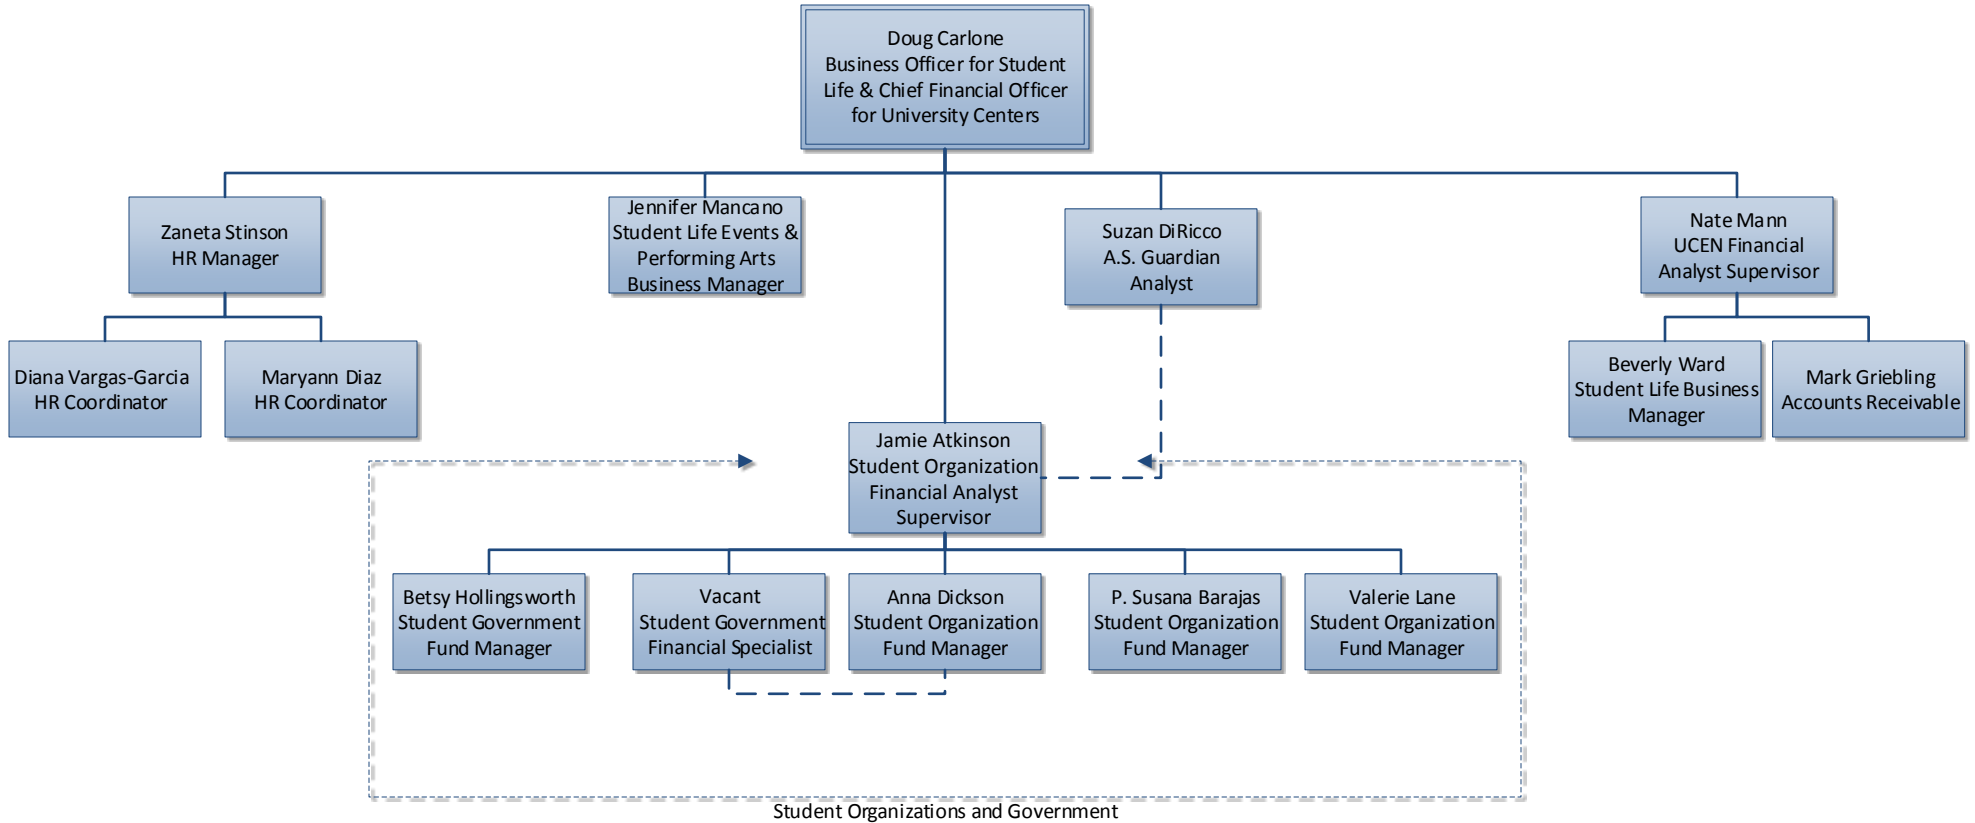 Doug Carlone
Business Officer for Student
Life & Chief Financial Officer
for University Centers
Zaneta Stinson
HR Manager
Jennifer Mancano
Student Life Events &
Performing Arts
Business Manager
Suzan DiRicco
A.S. Guardian
Analyst
Nate Mann
UCEN Financial
Analyst Supervisor
Diana Vargas-Garcia
HR Coordinator
Maryann Diaz
HR Coordinator
Beverly Ward
Student Life Business
Manager
Mark Griebling
Accounts Receivable
Jamie Atkinson
Student Organization
Financial Analyst
Supervisor
Betsy Hollingsworth
Student Government
Fund Manager
Vacant
Student Government
Financial Specialist
Anna Dickson
Student Organization
Fund Manager
P. Susana Barajas
Student Organization
Fund Manager
Valerie Lane
Student Organization
Fund Manager
Student Organizations and Government